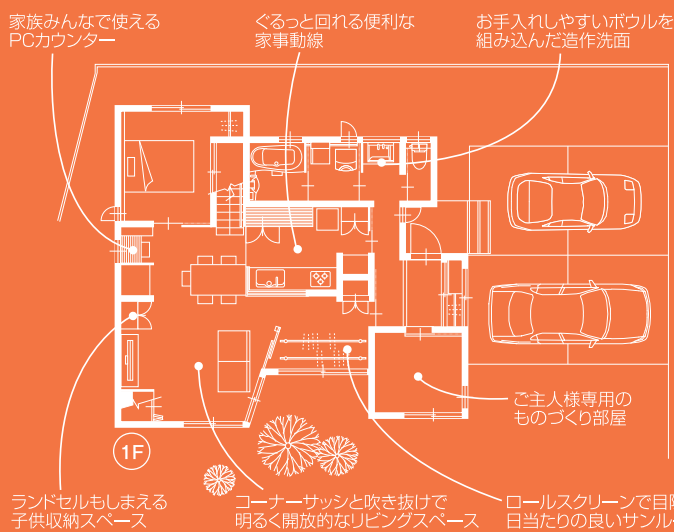 家族みんなで使える
PCカウンター
ぐるっと回れる便利な
家事動線
お手入れしやすいボウルを
組み込んだ造作洗面
ご主人様専用の
ものづくり部屋
1F
ランドセルもしまえる
子供収納スペース
コーナーサッシと吹き抜けで
明るく開放的なリビングスペース
ロールスクリーンで目
日当たりの良いサンル